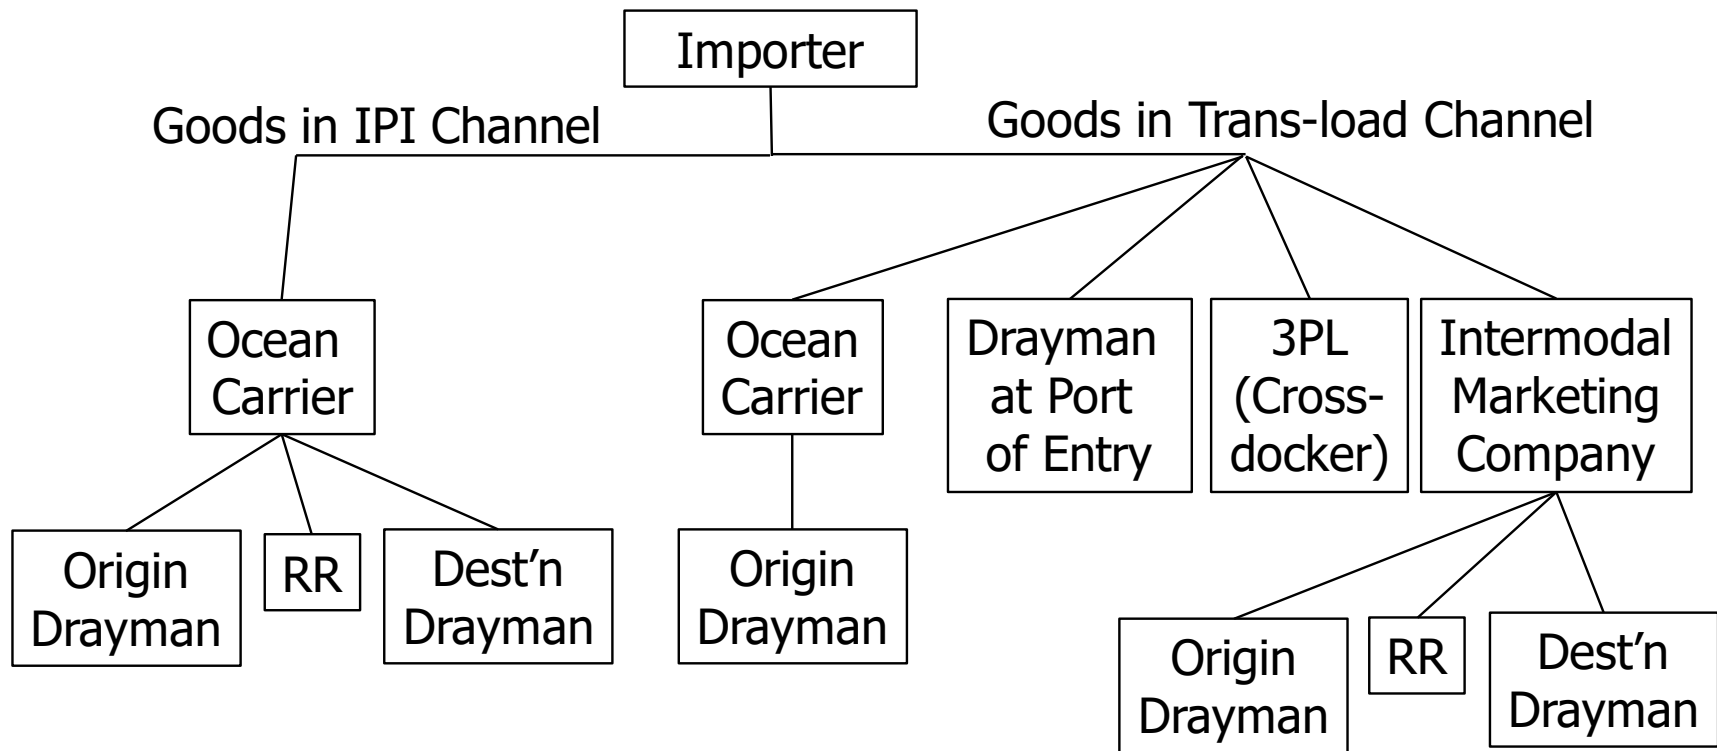 Importer
Goods in IPI Channel
Goods in Trans-load Channel
Ocean
Carrier
Ocean
Carrier
Drayman
at Port
of Entry
3PL
(Cross-
docker)
Intermodal
Marketing
Company
Origin
Drayman
RR
Dest'n
Drayman
Origin
Drayman
Origin
Drayman
RR
Dest'n
Drayman